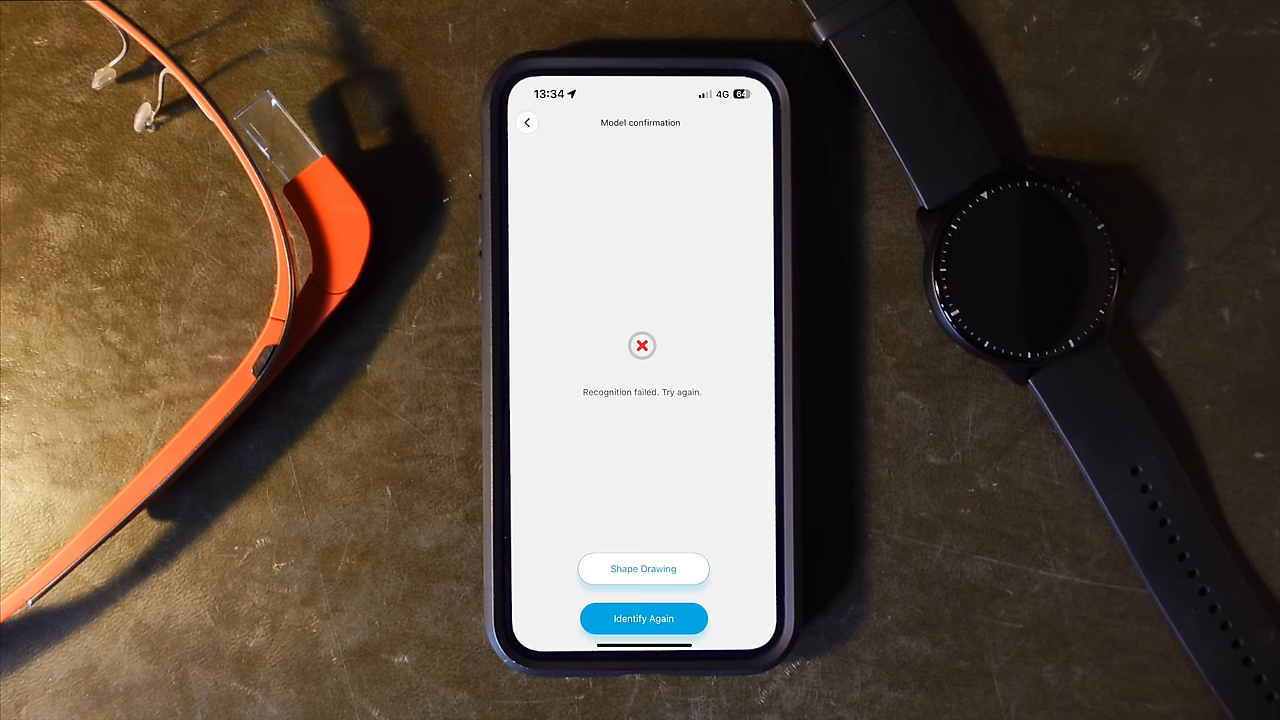 13:34 4G 64
Model confirmation
Recognition failed. Try again.
Shape Drawing
Identify Again